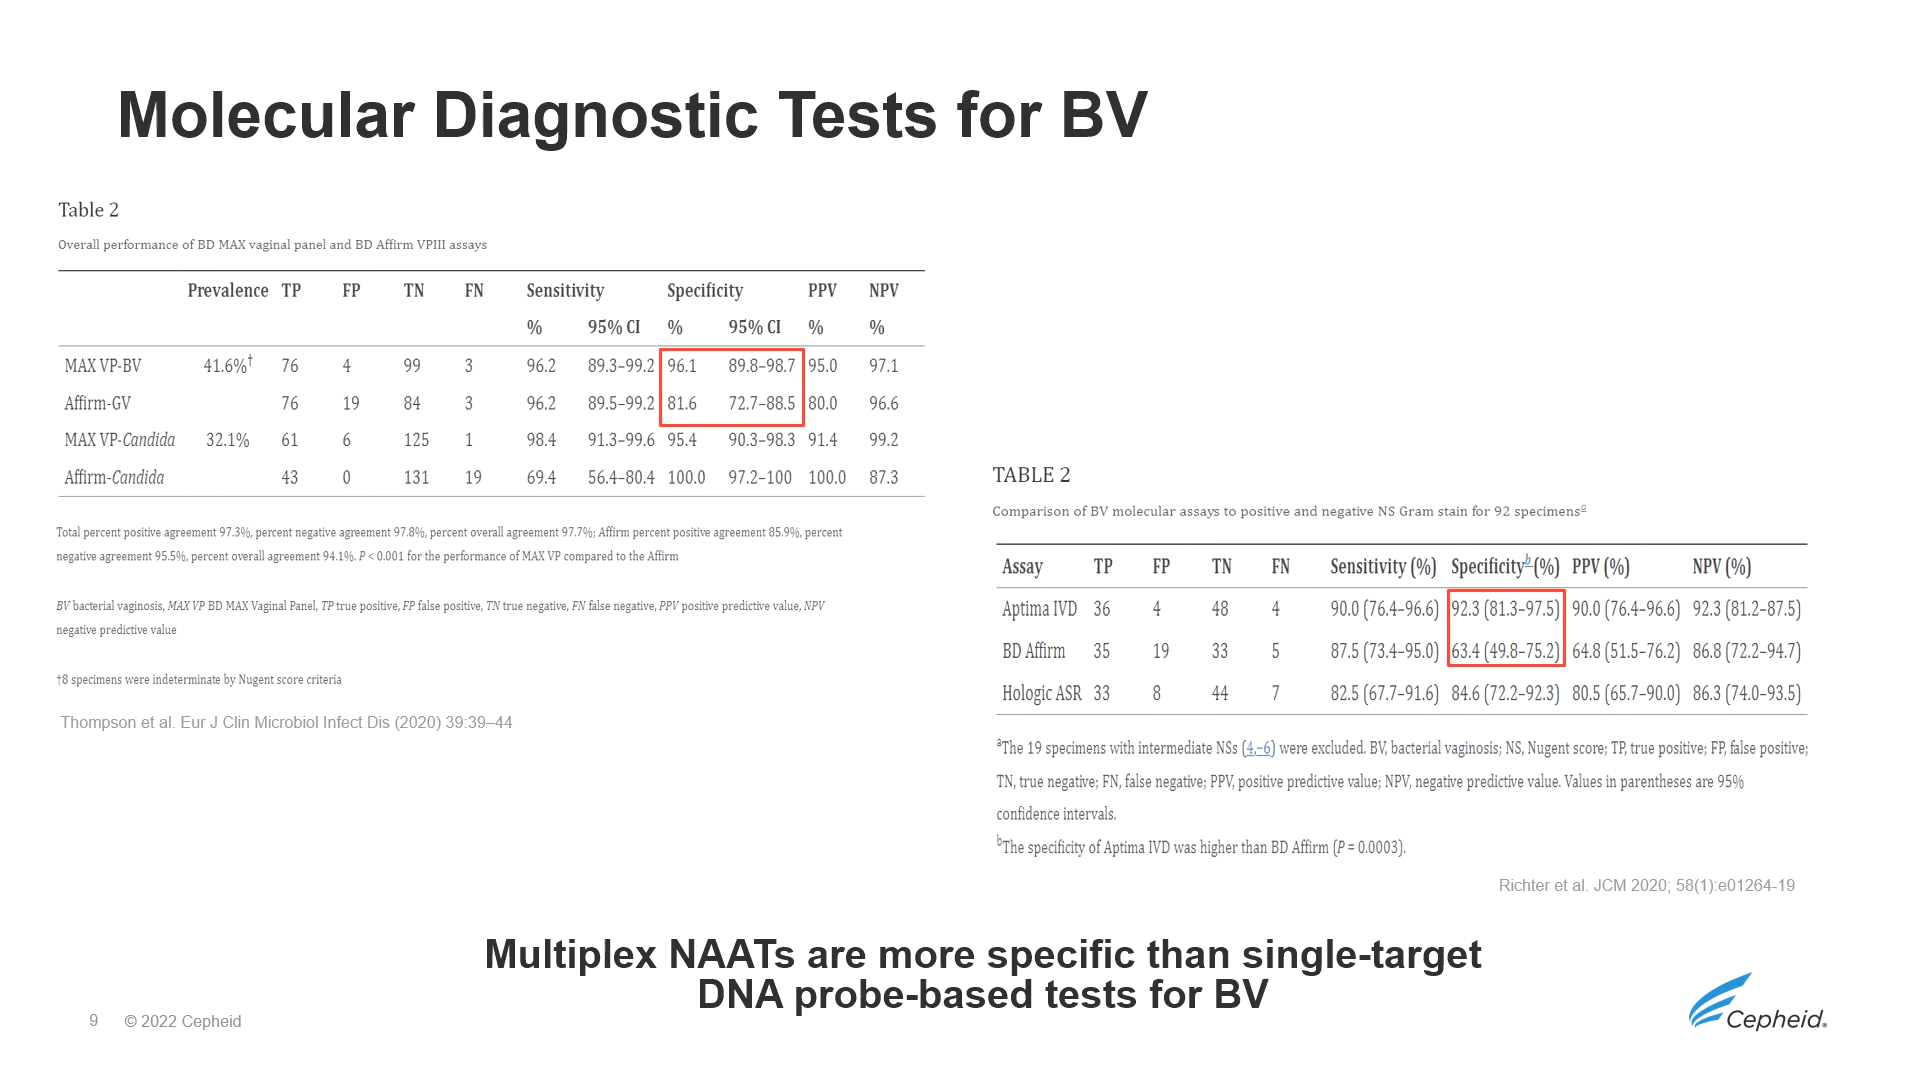 Molecular Diagnostic Tests for BV
Table 2
Overall performance of BD MAX vaginal panel and BD Affirm VPIII assays
Prevalence TP FP TN FN Sensitivity Specificity PPV NPV
% 95% CI % 95% CI % %
MAX VP-BV 41.6%† 76 4 99 3 96.2 89.3–99.2 96.1 89.8–98.7 95.0 97.1
Affirm-GV 76 19 84 3 96.2 89.5–99.2 81.6 72.7–88.5 80.0 96.6
MAX VP-Candida 32.1% 61 6 125 1 98.4 91.3–99.6 95.4 90.3–98.3 91.4 99.2
Affirm-Candida 43 0 131 19 69.4 56.4–80.4 100.0 97.2–100 100.0 87.3
Total percent positive agreement 97.3%, percent negative agreement 97.8%, percent overall agreement 97.7%; Affirm percent positive agreement 85.9%, percent
negative agreement 95.5%, percent overall agreement 94.1%. P < 0.001 for the performance of MAX VP compared to the Affirm
BV bacterial vaginosis, MAX VP BD MAX Vaginal Panel, TP true positive, FP false positive, TN true negative, FN false negative, PPV positive predictive value, NPV
negative predictive value
†8 specimens were indeterminate by Nugent score criteria
Thompson et al. Eur J Clin Microbiol Infect Dis (2020) 39:39–44
TABLE 2
Comparison of BV molecular assays to positive and negative NS Gram stain for 92 specimensa
Assay TP FP TN FN Sensitivity (%) Specificityb (%) PPV (%) NPV (%)
Aptima IVD 36 4 48 4 90.0 (76.4–96.6) 92.3 (81.3–97.5) 90.0 (76.4–96.6) 92.3 (81.2–87.5)
BD Affirm 35 19 33 5 87.5 (73.4–95.0) 63.4 (49.8–75.2) 64.8 (51.5–76.2) 86.8 (72.2–94.7)
Hologic ASR 33 8 44 7 82.5 (67.7–91.6) 84.6 (72.2–92.3) 80.5 (65.7–90.0) 86.3 (74.0–93.5)
aThe 19 specimens with intermediate NSs (4,–6) were excluded. BV, bacterial vaginosis; NS, Nugent score; TP, true positive; FP, false positive;
TN, true negative; FN, false negative; PPV, positive predictive value; NPV, negative predictive value. Values in parentheses are 95%
confidence intervals.
bThe specificity of Aptima IVD was higher than BD Affirm (P = 0.0003).
Richter et al. JCM 2020; 58(1):e01264-19
Multiplex NAATs are more specific than single-target
DNA probe-based tests for BV
9 © 2022 Cepheid
Cepheid®